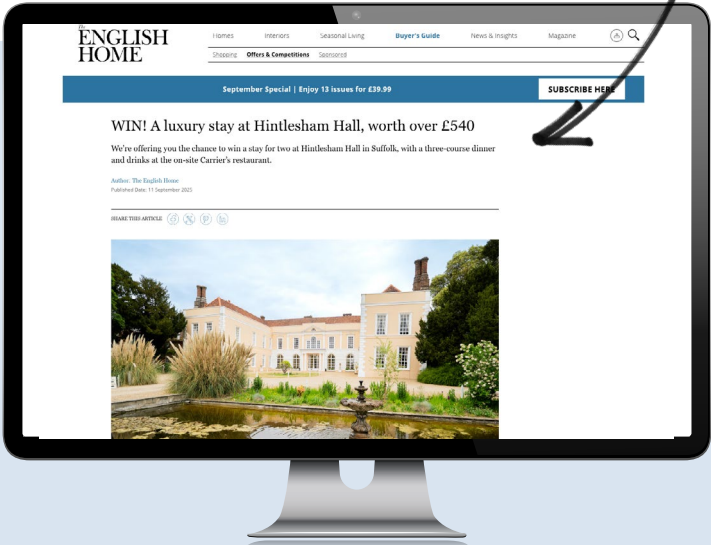 The
ENGLISH
HOME
Homes Interiors Seasonal Living Buyer's Guide News & Insights Magazine
Shopping Offers & Competitions Sponsored
September Special | Enjoy 13 issues for £39.99
SUBSCRIBE HERE
WIN! A luxury stay at Hintlesham Hall, worth over £540
We're offering you the chance to win a stay for two at Hintlesham Hall in Suffolk, with a three-course dinner
and drinks at the on-site Carrier's restaurant.
Author: The English Home
Published Date: 11 September 2025
SHARE THIS ARTICLE